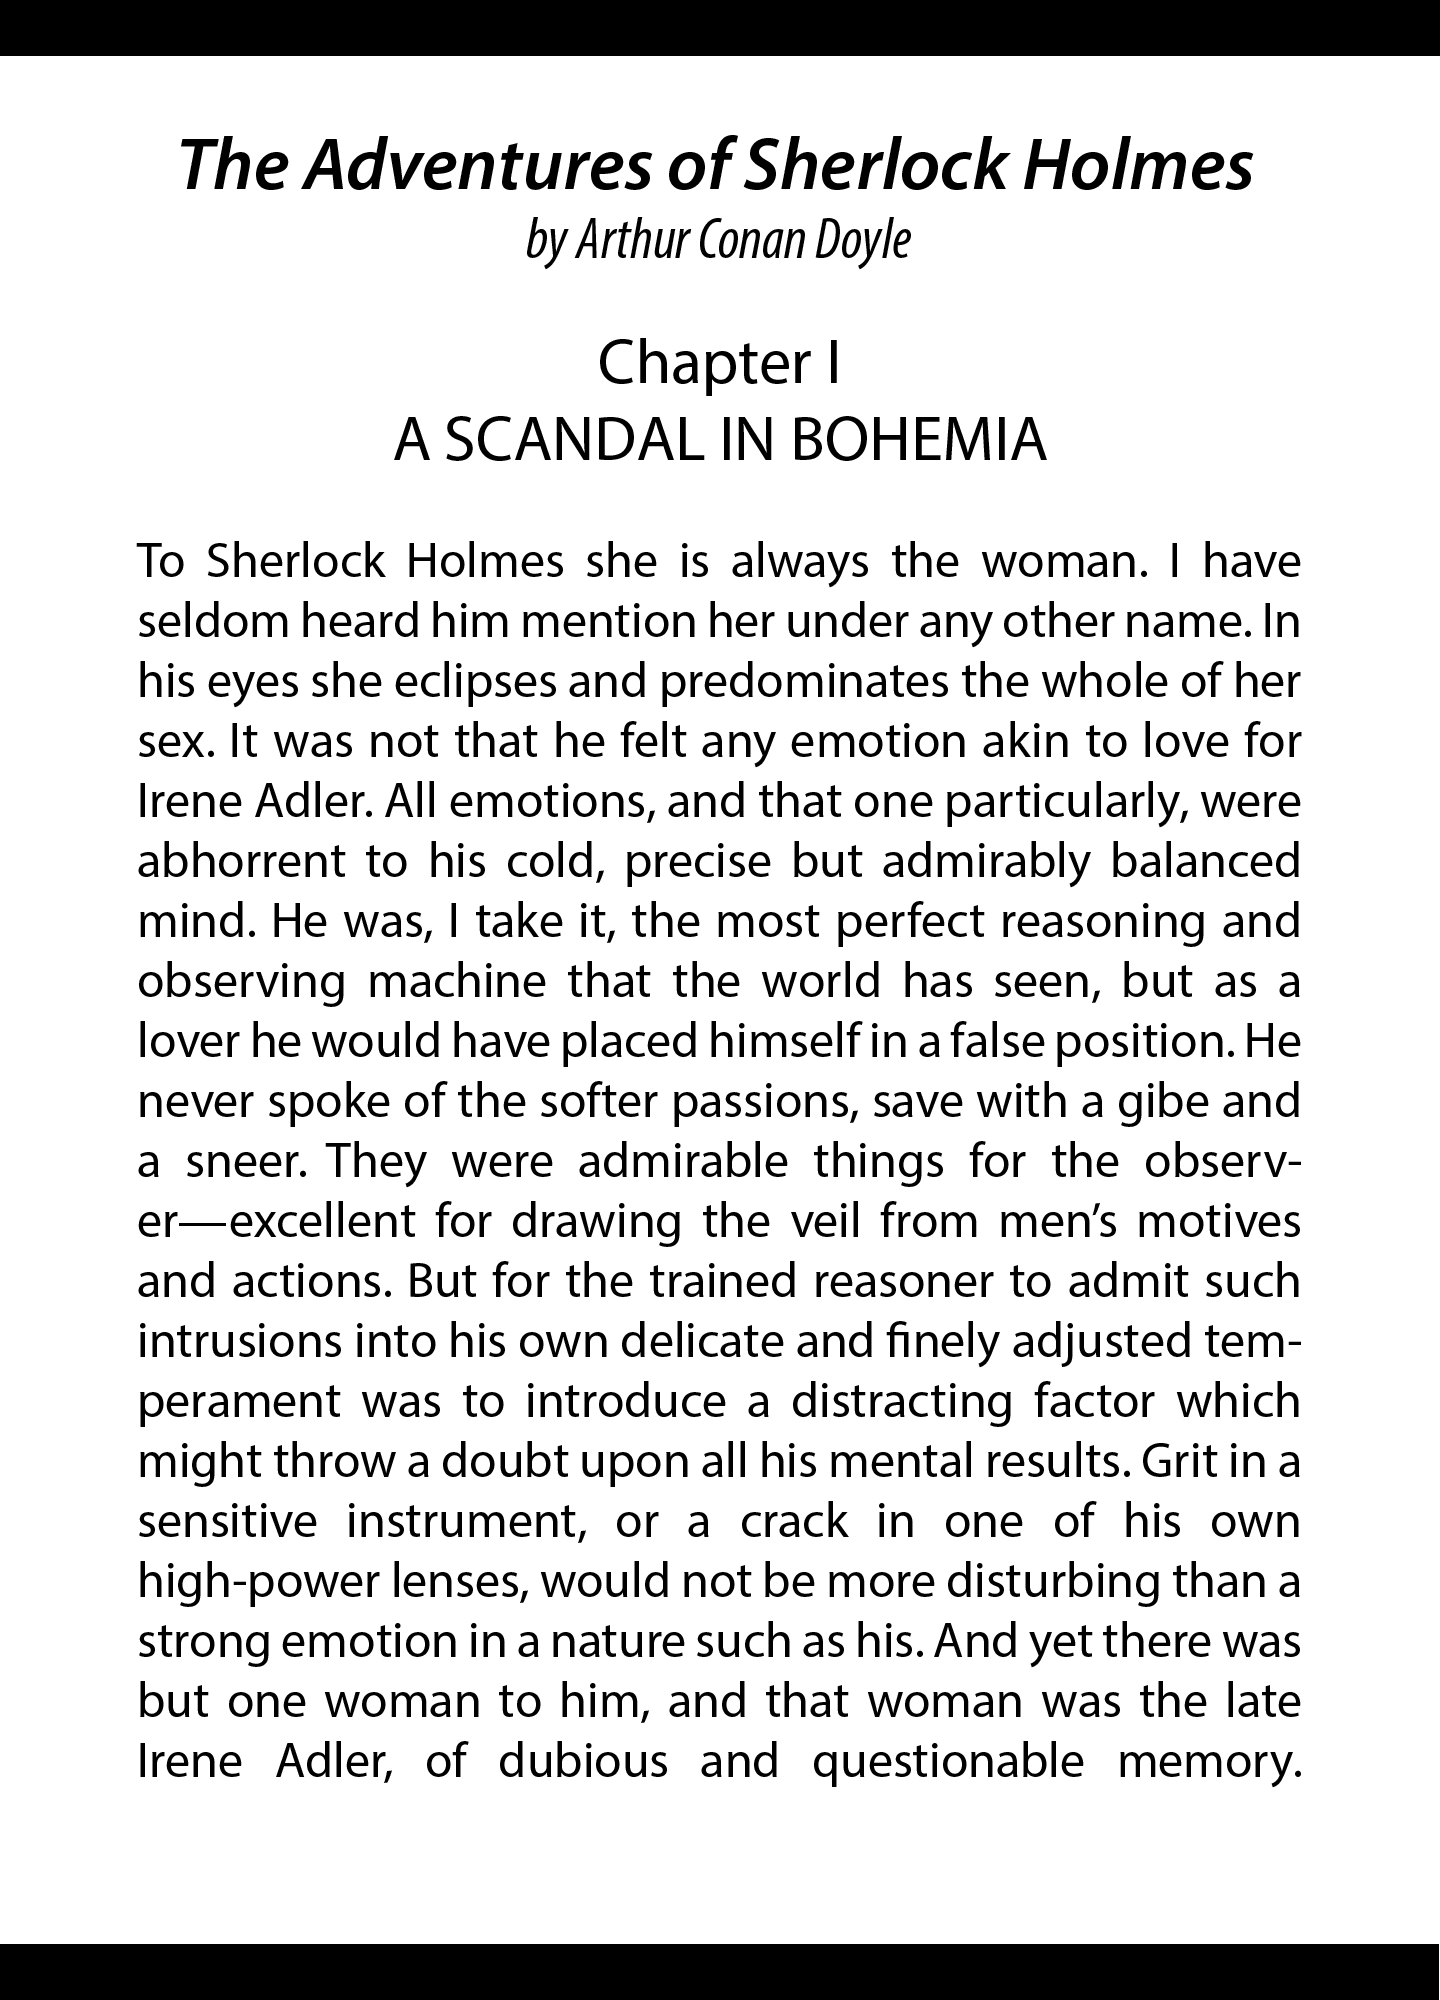 The Adventures of Sherlock Holmes
by Arthur Conan Doyle
Chapter I
A SCANDAL IN BOHEMIA
To Sherlock Holmes she is always the woman. I have
seldom heard him mention her under any other name. In
his eyes she eclipses and predominates the whole of her
sex. It was not that he felt any emotion akin to love for
Irene Adler. All emotions, and that one particularly, were
abhorrent to his cold, precise but admirably balanced
mind. He was, I take it, the most perfect reasoning and
observing machine that the world has seen, but as a
lover he would have placed himself in a false position. He
never spoke of the softer passions, save with a gibe and
a sneer. They were admirable things for the observ-
er—excellent for drawing the veil from men’s motives
and actions. But for the trained reasoner to admit such
intrusions into his own delicate and finely adjusted tem-
perament was to introduce a distracting factor which
might throw a doubt upon all his mental results. Grit in a
sensitive instrument, or a crack in one of his own
high-power lenses, would not be more disturbing than a
strong emotion in a nature such as his. And yet there was
but one woman to him, and that woman was the late
Irene Adler, of dubious and questionable memory.